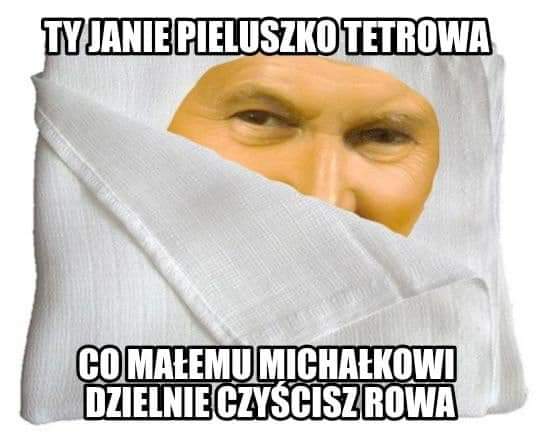 TY JANIE PIELUSZKO TETROWA
CO MAŁEMU MICHAŁKOWI
DZIELNIE CZYŚCISZ ROWA